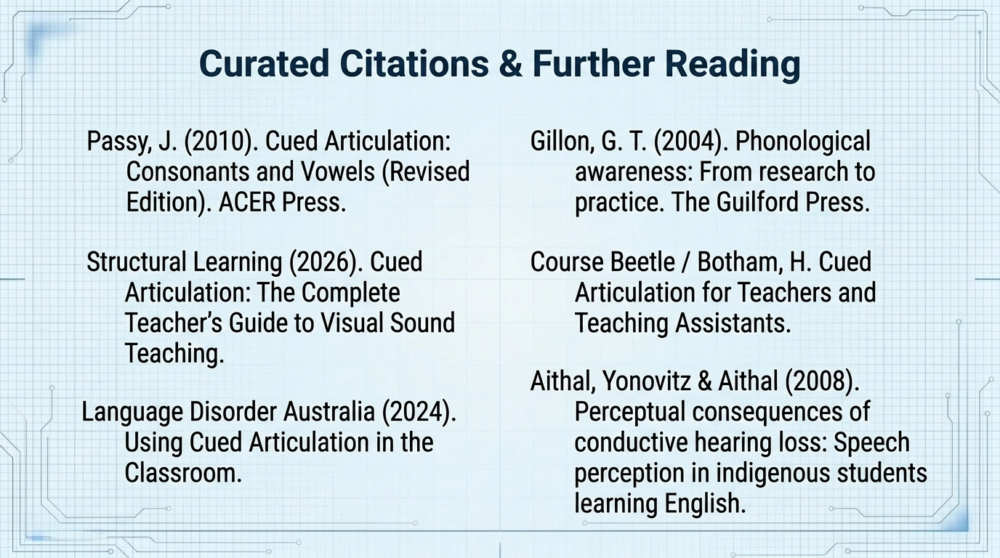 Curated Citations & Further Reading
Passy, J. (2010). Cued Articulation:
Consonants and Vowels (Revised
Edition). ACER Press.
Structural Learning (2026). Cued
Articulation: The Complete
Teacher’s Guide to Visual Sound
Teaching.
Language Disorder Australia (2024).
Using Cued Articulation in the
Classroom.
Gillon, G. T. (2004). Phonological
awareness: From research to
practice. The Guilford Press.
Course Beetle / Botham, H. Cued
Articulation for Teachers and
Teaching Assistants.
Aithal, Yonovitz & Aithal (2008).
Perceptual consequences of
conductive hearing loss: Speech
perception in indigenous students
learning English.